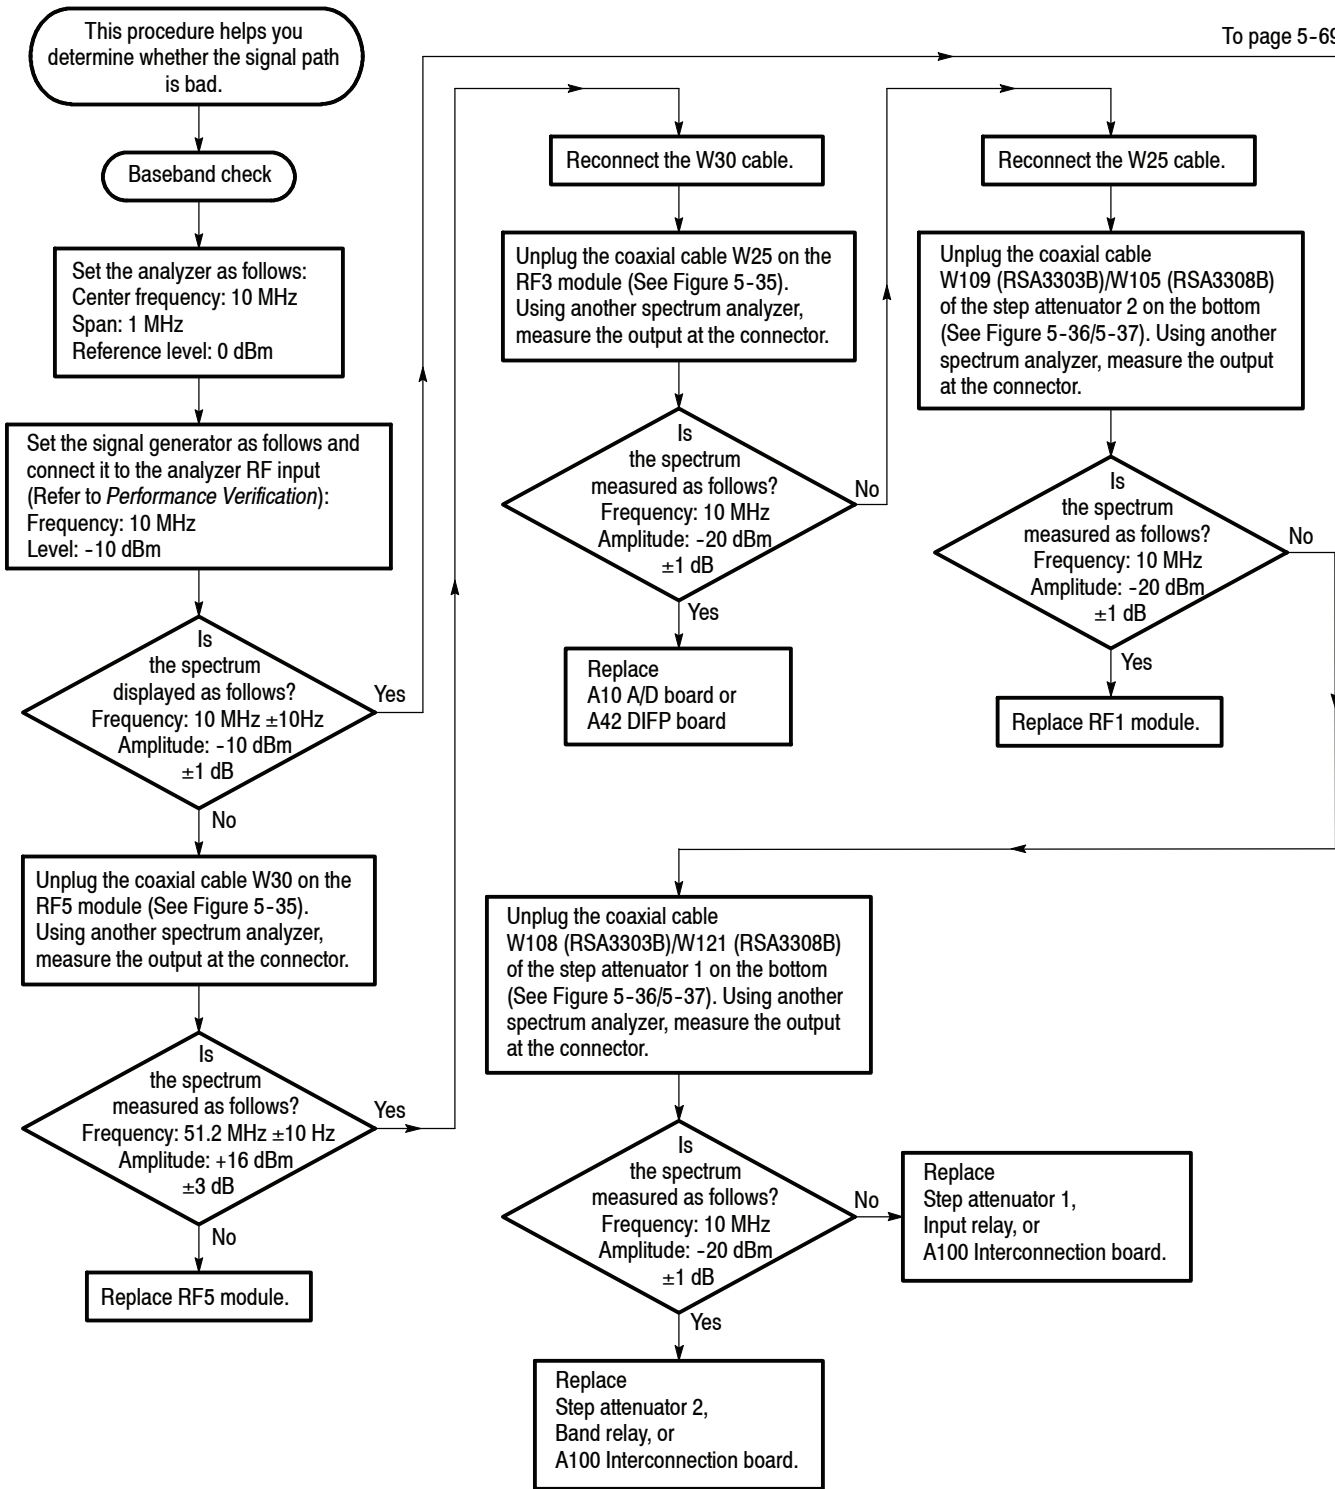 This procedure helps you
determine whether the signal path
is bad.
Baseband check
Set the analyzer as follows:
Center frequency: 10 MHz
Span: 1 MHz
Reference level: 0 dBm
Set the signal generator as follows and
connect it to the analyzer RF input
(Refer to Performance Verification):
Frequency: 10 MHz
Level: -10 dBm
Is
the spectrum
displayed as follows?
Frequency: 10 MHz ±10Hz
Amplitude: -10 dBm
±1 dB
Yes
No
To page 5-69
Unplug the coaxial cable W30 on the
RF5 module (See Figure 5-35).
Using another spectrum analyzer,
measure the output at the connector.
Is
the spectrum
measured as follows?
Frequency: 51.2 MHz ±10 Hz
Amplitude: +16 dBm
±3 dB
Yes
No
Replace RF5 module.
Reconnect the W30 cable.
Unplug the coaxial cable W25 on the
RF3 module (See Figure 5-35).
Using another spectrum analyzer,
measure the output at the connector.
Is
the spectrum
measured as follows?
Frequency: 10 MHz
Amplitude: -20 dBm
±1 dB
No
Yes
Replace
A10 A/D board or
A42 DIFP board
Reconnect the W25 cable.
Unplug the coaxial cable
W109 (RSA3303B)/W105 (RSA3308B)
of the step attenuator 2 on the bottom
(See Figure 5-36/5-37). Using another
spectrum analyzer, measure the output
at the connector.
Is
the spectrum
measured as follows?
Frequency: 10 MHz
Amplitude: -20 dBm
±1 dB
No
Yes
Replace RF1 module.
Unplug the coaxial cable
W108 (RSA3303B)/W121 (RSA3308B)
of the step attenuator 1 on the bottom
(See Figure 5-36/5-37). Using another
spectrum analyzer, measure the output
at the connector.
Is
the spectrum
measured as follows?
Frequency: 10 MHz
Amplitude: -20 dBm
±1 dB
No
Yes
Replace
Step attenuator 1,
Input relay, or
A100 Interconnection board.
Replace
Step attenuator 2,
Band relay, or
A100 Interconnection board.